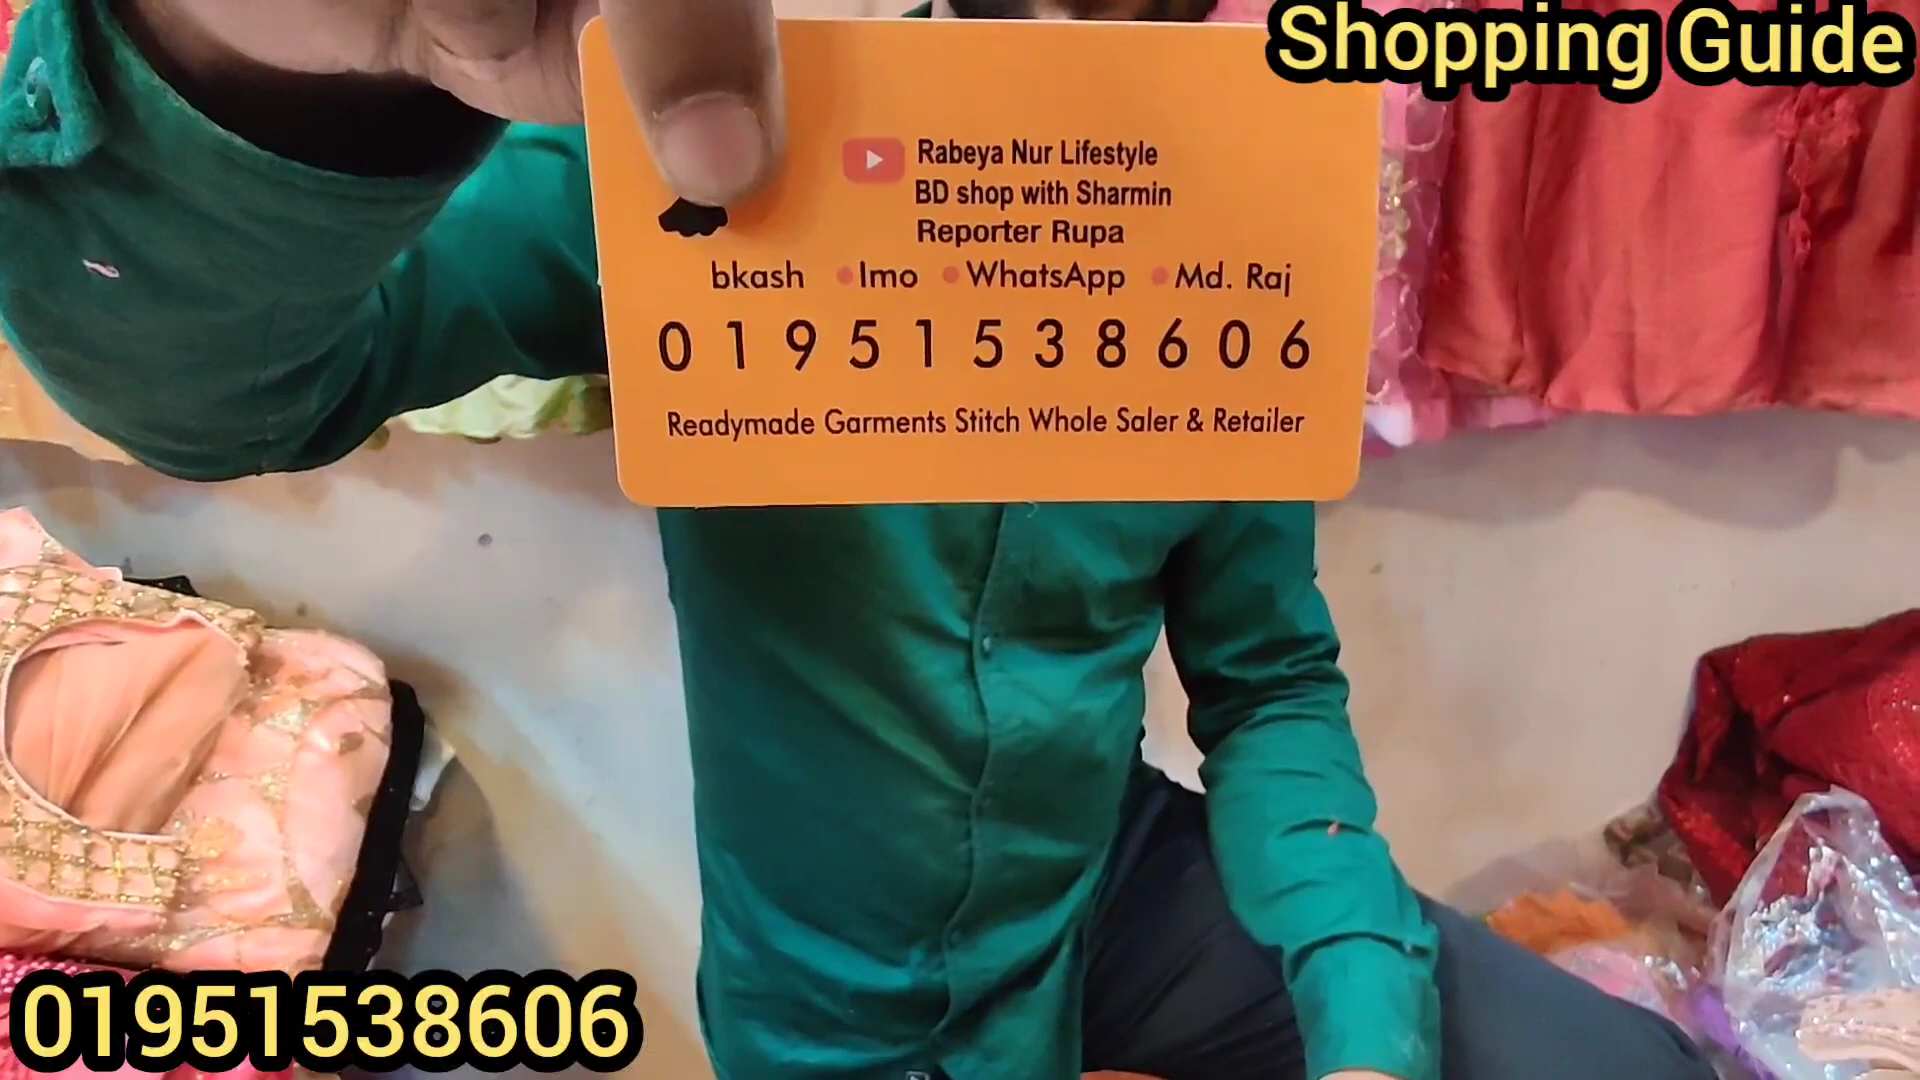 Shopping Guide
Rabeya Nur Lifestyle
BD shop with Sharmin
Reporter Rupa
bkash • Imo • WhatsApp • Md. Raj
0 1 9 5 1 5 3 8 6 0 6
Readymade Garments Stitch Whole Saler & Retailer
01951538606